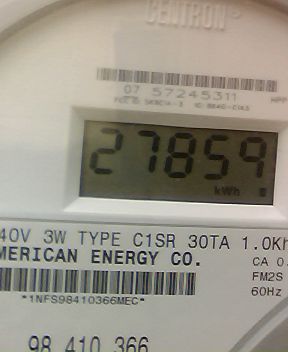 CENTRON
07 57245311
27859
kWh
40V 3W TYPE C1SR 30TA 1.0Kh
MERICAN ENERGY CO.
CA 0.
FM2S
60Hz
*1NFS98410366MEC*
98 410 366